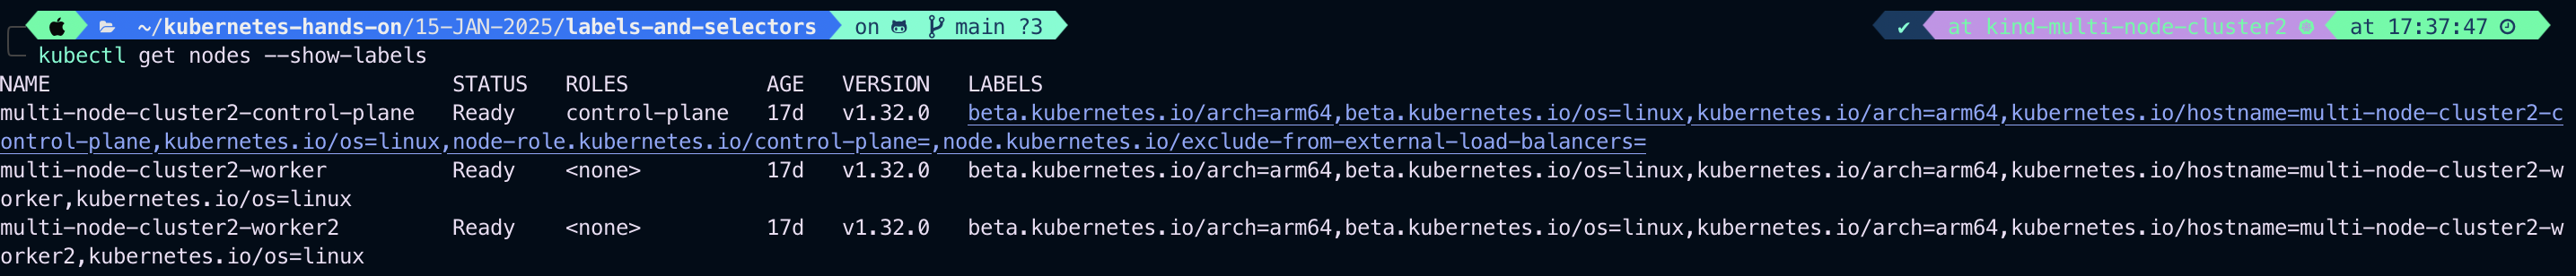 ~/kubernetes-hands-on/15-JAN-2025/labels-and-selectors on main ?3 ✔ at kind-multi-node-cluster2 at 17:37:47
kubectl get nodes --show-labels
NAME STATUS ROLES AGE VERSION LABELS
multi-node-cluster2-control-plane Ready control-plane 17d v1.32.0 beta.kubernetes.io/arch=arm64,beta.kubernetes.io/os=linux,kubernetes.io/arch=arm64,kubernetes.io/hostname=multi-node-cluster2-c
ontrol-plane,kubernetes.io/os=linux,node-role.kubernetes.io/control-plane=,node.kubernetes.io/exclude-from-external-load-balancers=
multi-node-cluster2-worker Ready <none> 17d v1.32.0 beta.kubernetes.io/arch=arm64,beta.kubernetes.io/os=linux,kubernetes.io/arch=arm64,kubernetes.io/hostname=multi-node-cluster2-w
orker,kubernetes.io/os=linux
multi-node-cluster2-worker2 Ready <none> 17d v1.32.0 beta.kubernetes.io/arch=arm64,beta.kubernetes.io/os=linux,kubernetes.io/arch=arm64,kubernetes.io/hostname=multi-node-cluster2-w
orker2,kubernetes.io/os=linux